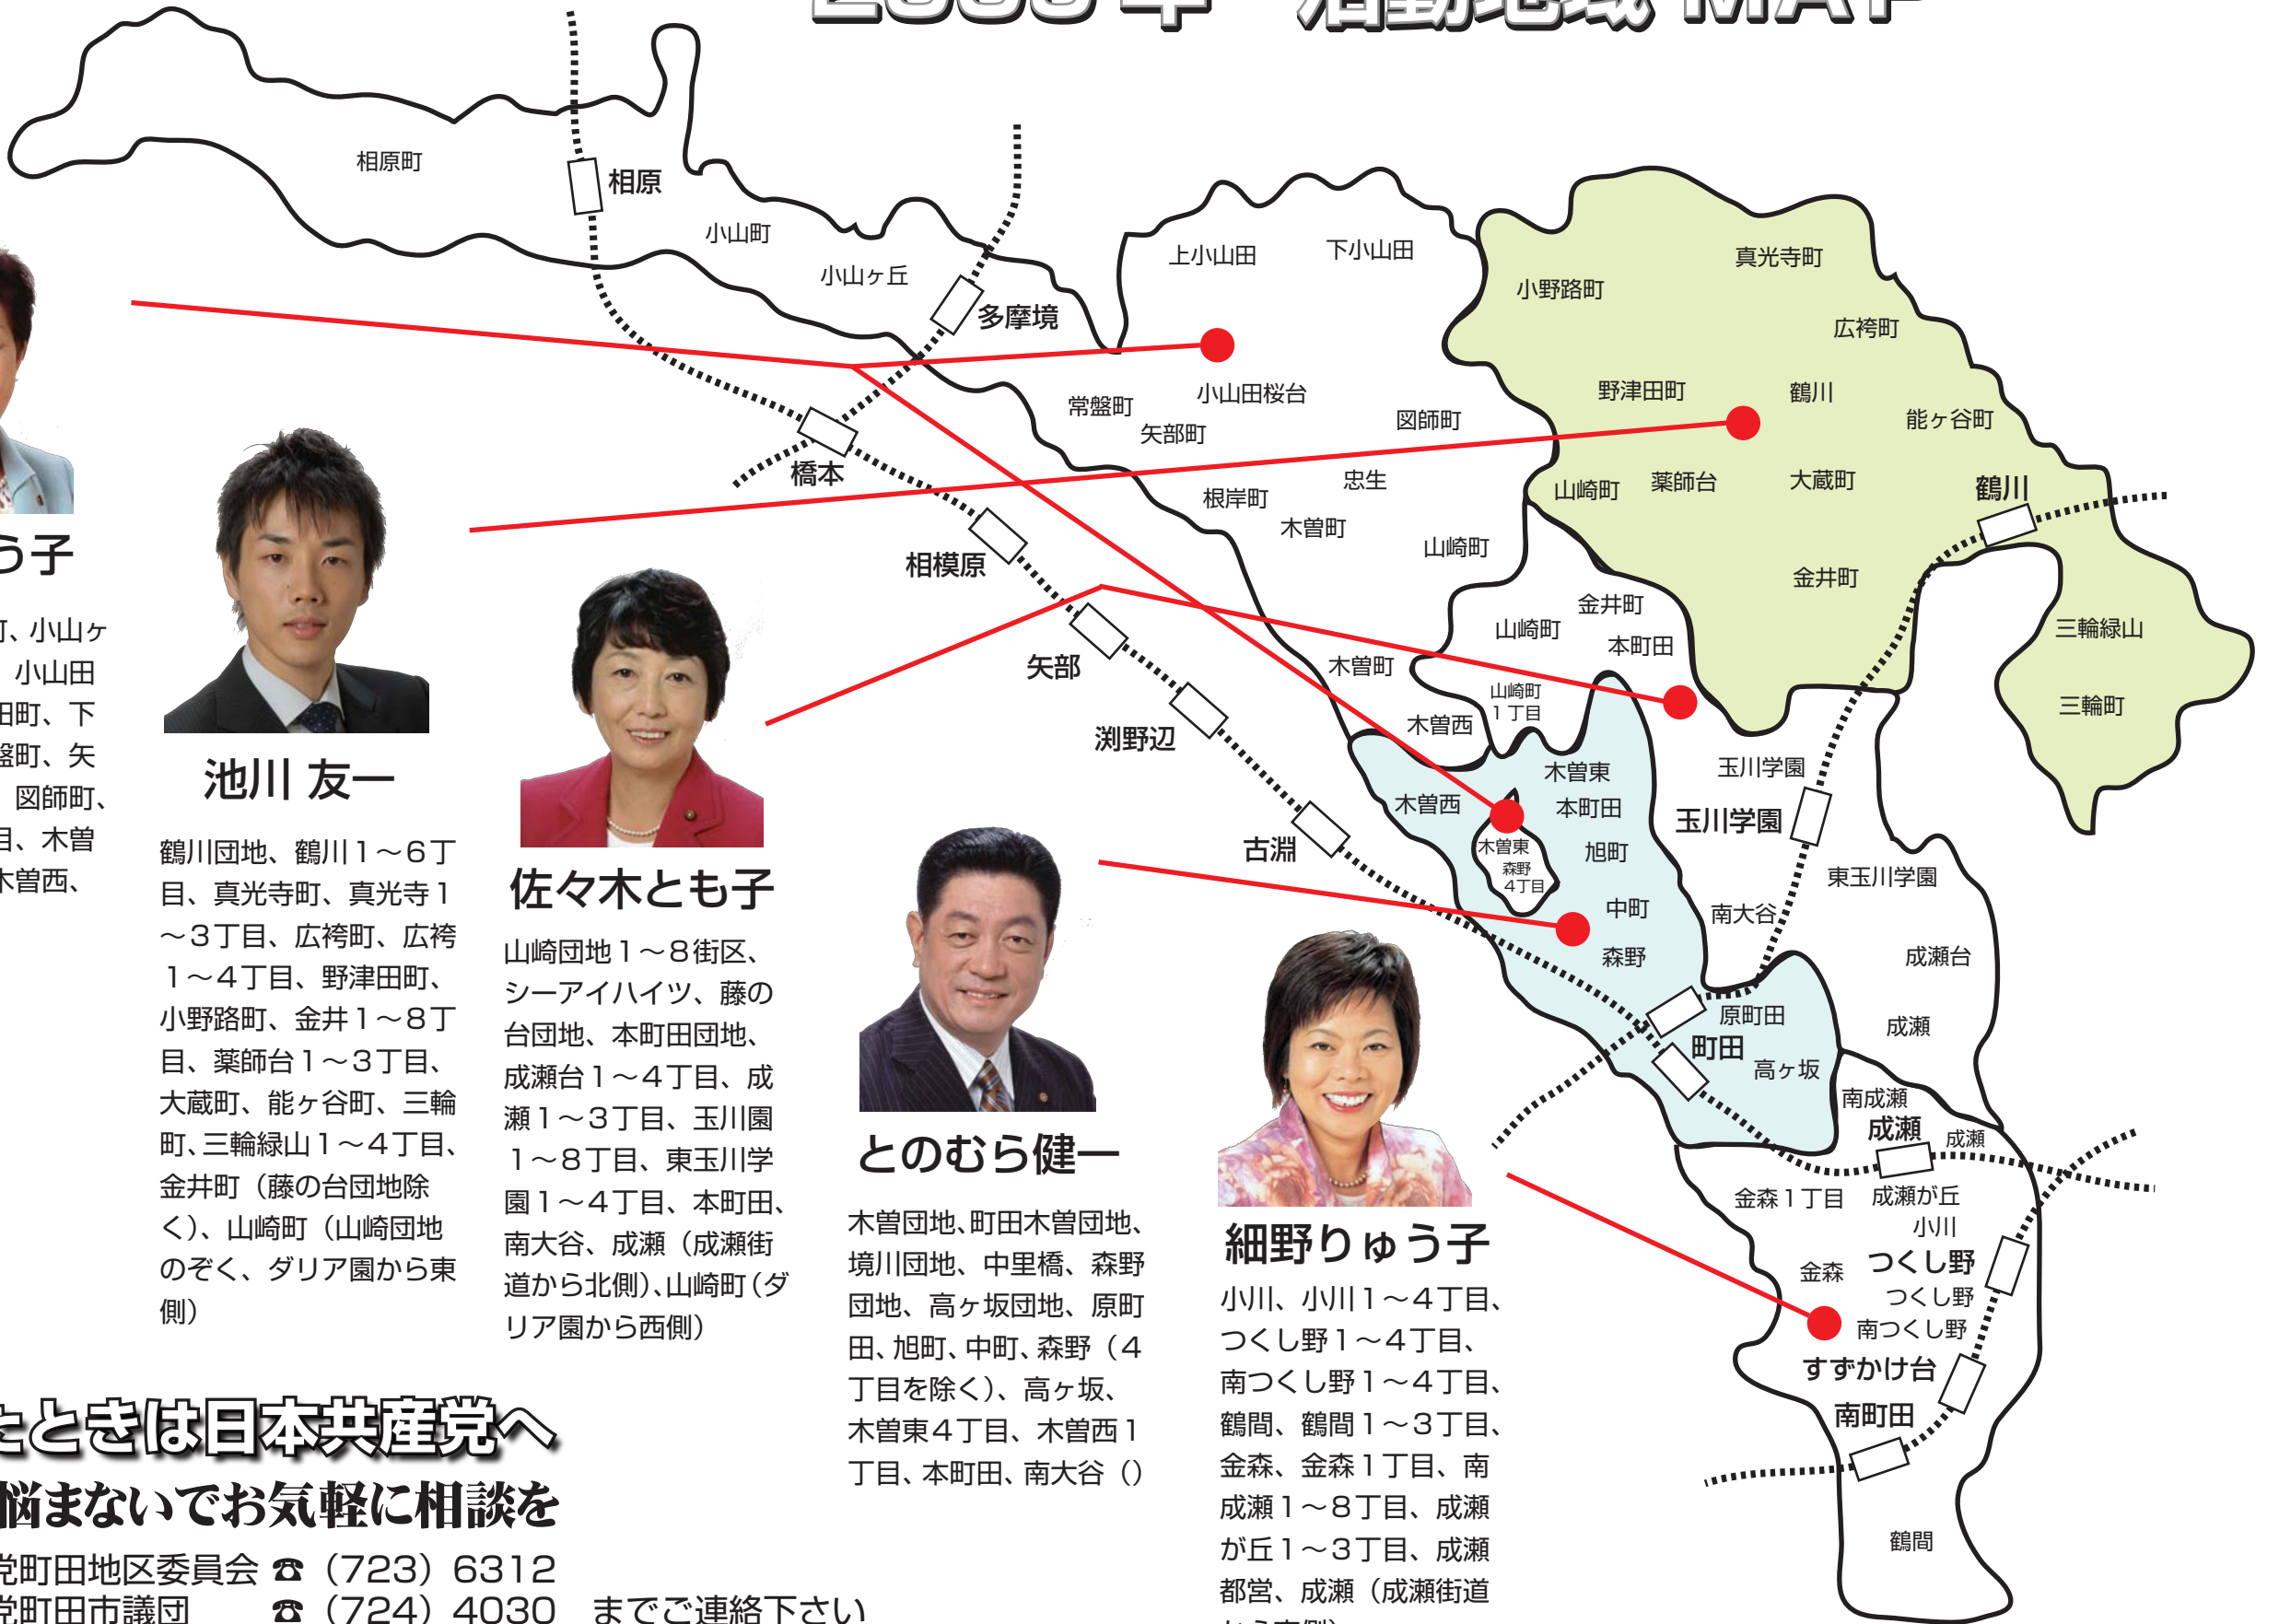 活動地域 MAP
相原町
相原
小山町
小山ヶ丘
多摩境
上小山田
下小山田
小野路町
真光寺町
広袴町
常盤町
小山田桜台
矢部町
図師町
野津田町
鶴川
能ヶ谷町
橋本
根岸町
忠生
木曽町
山崎町
山崎町
薬師台
大蔵町
鶴川
相模原
金井町
金井町
山崎町
本町田
三輪緑山
三輪町
矢部
木曽町
山崎町
1丁目
木曽西
渕野辺
木曽西
木曽東
本町田
玉川学園
玉川学園
古淵
木曽東
森野
4丁目
旭町
中町
森野
南大谷
東玉川学園
成瀬台
成瀬
原町田
町田
高ヶ坂
南成瀬
成瀬
成瀬
金森1丁目
成瀬が丘
小川
金森
つくし野
つくし野
南つくし野
すずかけ台
南町田
鶴間
う子
町、小山ヶ
小山田
田町、下
盤町、矢
図師町、
目、木曽
木曽西、
池川 友一
鶴川団地、鶴川1～6丁
目、真光寺町、真光寺1
～3丁目、広袴町、広袴
1～4丁目、野津田町、
小野路町、金井1～8丁
目、薬師台1～3丁目、
大蔵町、能ヶ谷町、三輪
町、三輪緑山1～4丁目、
金井町（藤の台団地除
く）、山崎町（山崎団地
のぞく、ダリア園から東
側）
佐々木とも子
山崎団地1～8街区、
シーアイハイツ、藤の
台団地、本町田団地、
成瀬台1～4丁目、成
瀬1～3丁目、玉川園
1～8丁目、東玉川学
園1～4丁目、本町田、
南大谷、成瀬（成瀬街
道から北側）、山崎町（ダ
リア園から西側）
とのむら健一
木曽団地、町田木曽団地、
境川団地、中里橋、森野
団地、高ヶ坂団地、原町
田、旭町、中町、森野（4
丁目を除く）、高ヶ坂、
木曽東4丁目、木曽西1
丁目、本町田、南大谷（）
細野りゅう子
小川、小川1～4丁目、
つくし野1～4丁目、
南つくし野1～4丁目、
鶴間、鶴間1～3丁目、
金森、金森1丁目、南
成瀬1～8丁目、成瀬
が丘1～3丁目、成瀬
都営、成瀬（成瀬街道
たときは日本共産党へ
悩まないでお気軽に相談を
党町田地区委員会 ☎（723）6312
党町田市議団 ☎（724）4030 までご連絡下さい